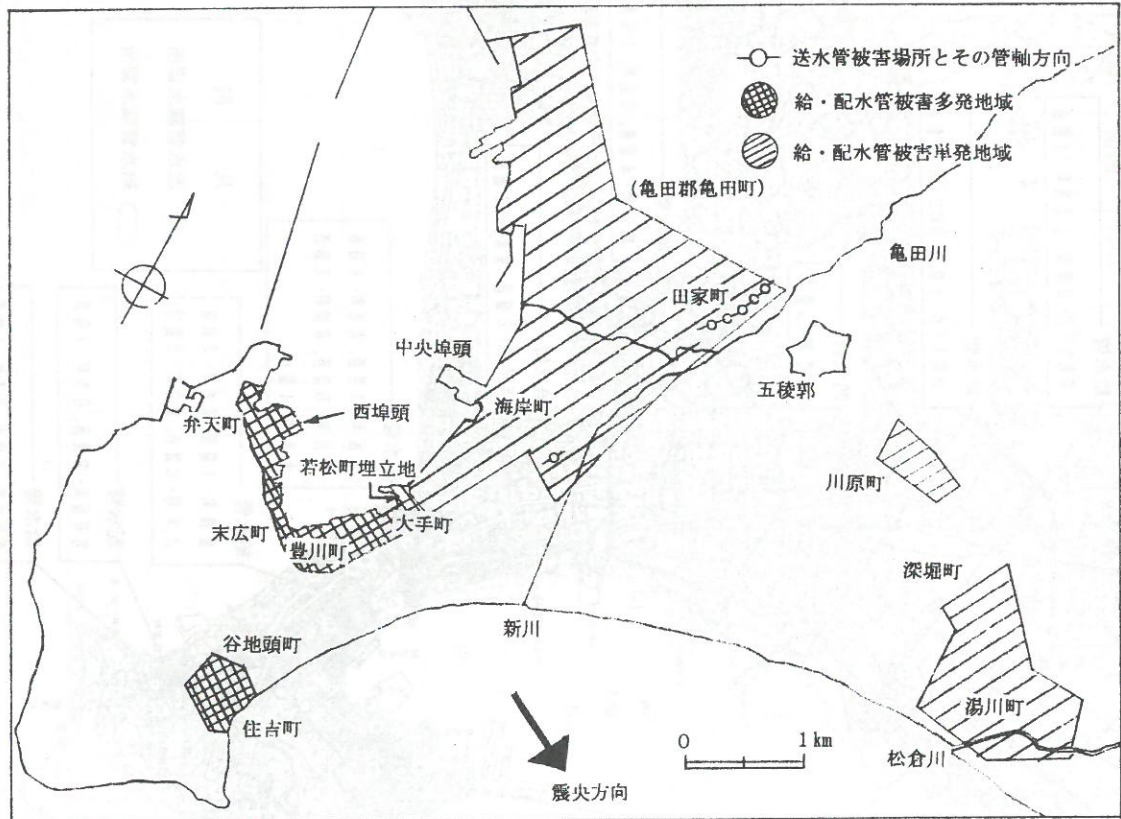 送水管被害場所とその管軸方向
給・配水管被害多発地域
給・配水管被害単発地域
(亀田郡亀田町)
亀田川
田家町
中央埠頭
五稜郭
海岸町
西埠頭
弁天町
若松町埋立地
川原町
大手町
末広町
豊川町
深堀町
新川
谷地頭町
湯川町
住吉町
0 1km
松倉川
震央方向